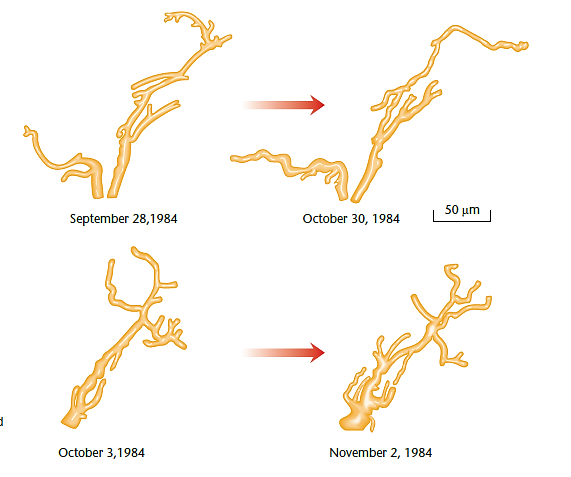 September 28,1984
October 30, 1984
50 μm
d
October 3,1984
November 2, 1984